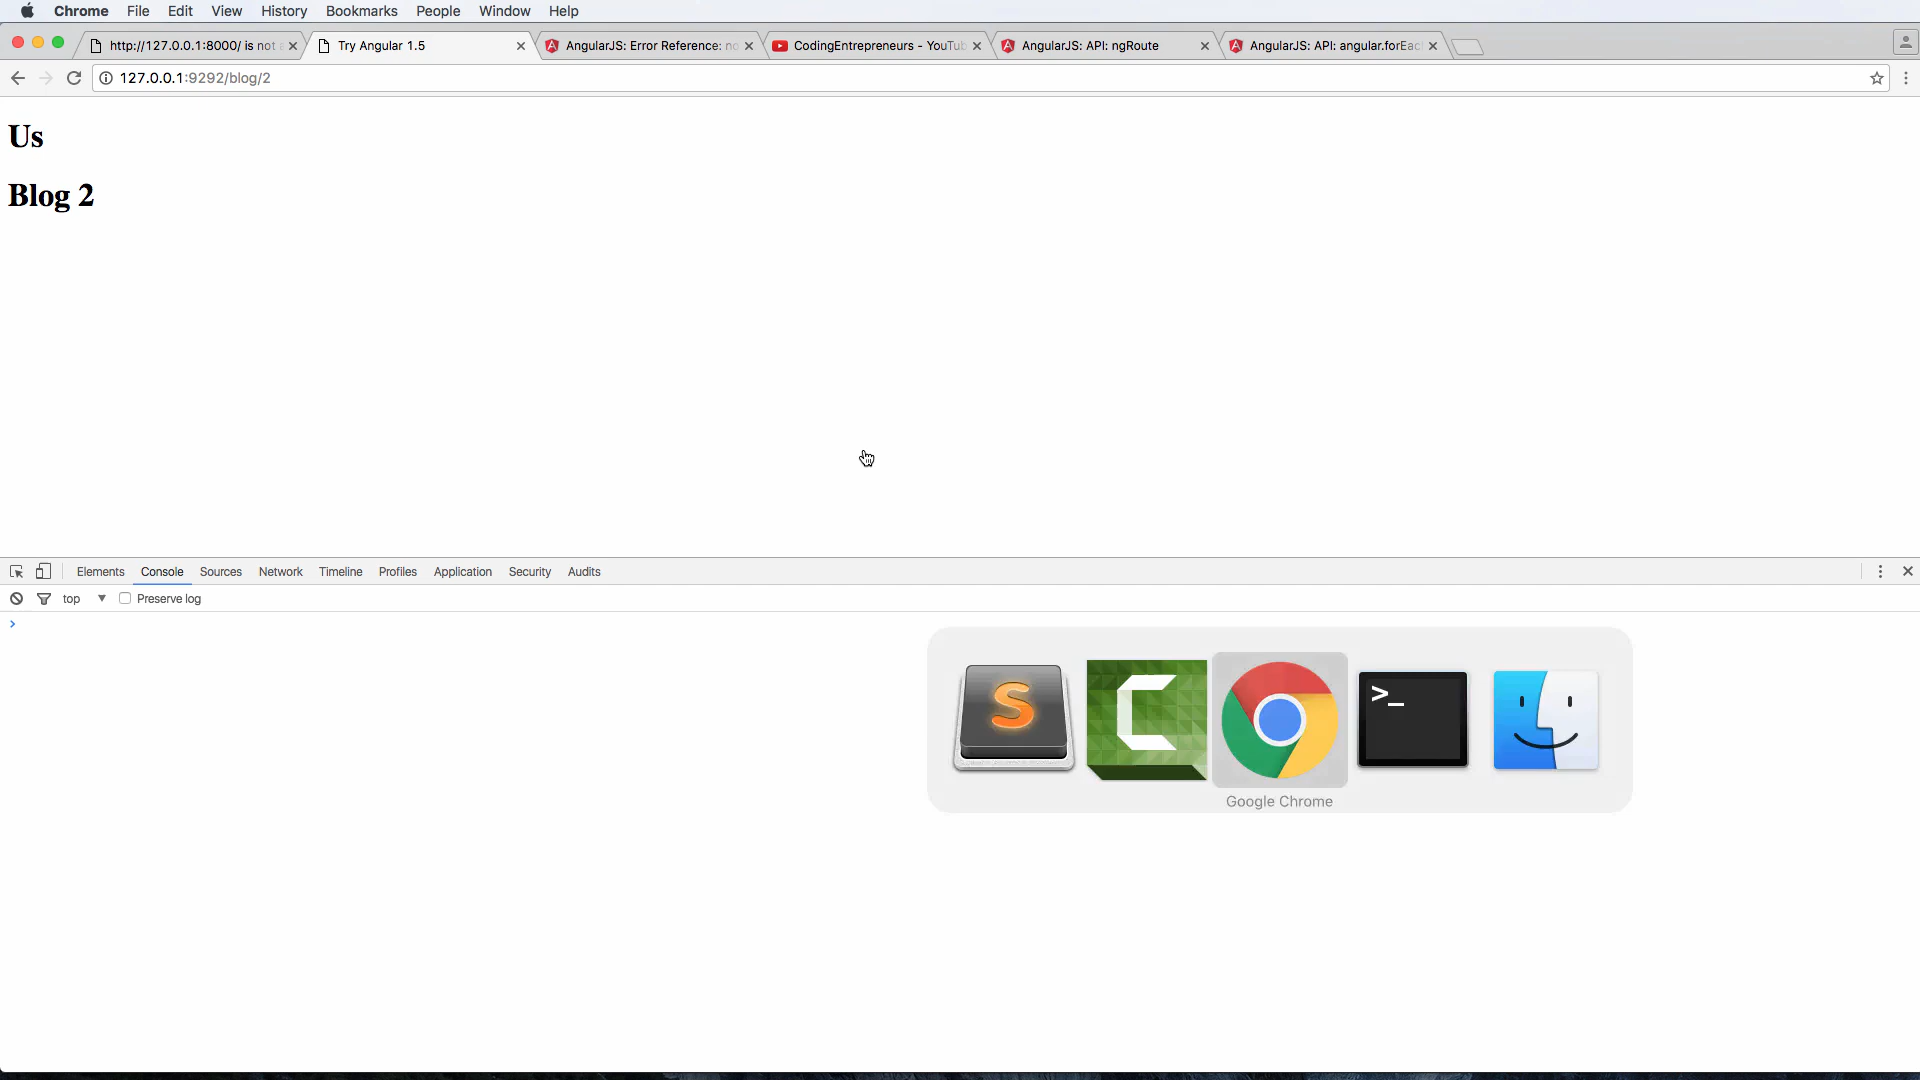 Chrome File Edit View History Bookmarks People Window Help
http://127.0.0.1:8000/ is not Try Angular 1.5 AngularJS: Error Reference: CodingEntrepreneurs - YouTub AngularJS: API: ngRoute AngularJS: API: angular.forEac
127.0.0.1:9292/blog/2
Us
Blog 2
Elements Console Sources Network Timeline Profiles Application Security Audits
top Preserve log
>
S C >_
Google Chrome